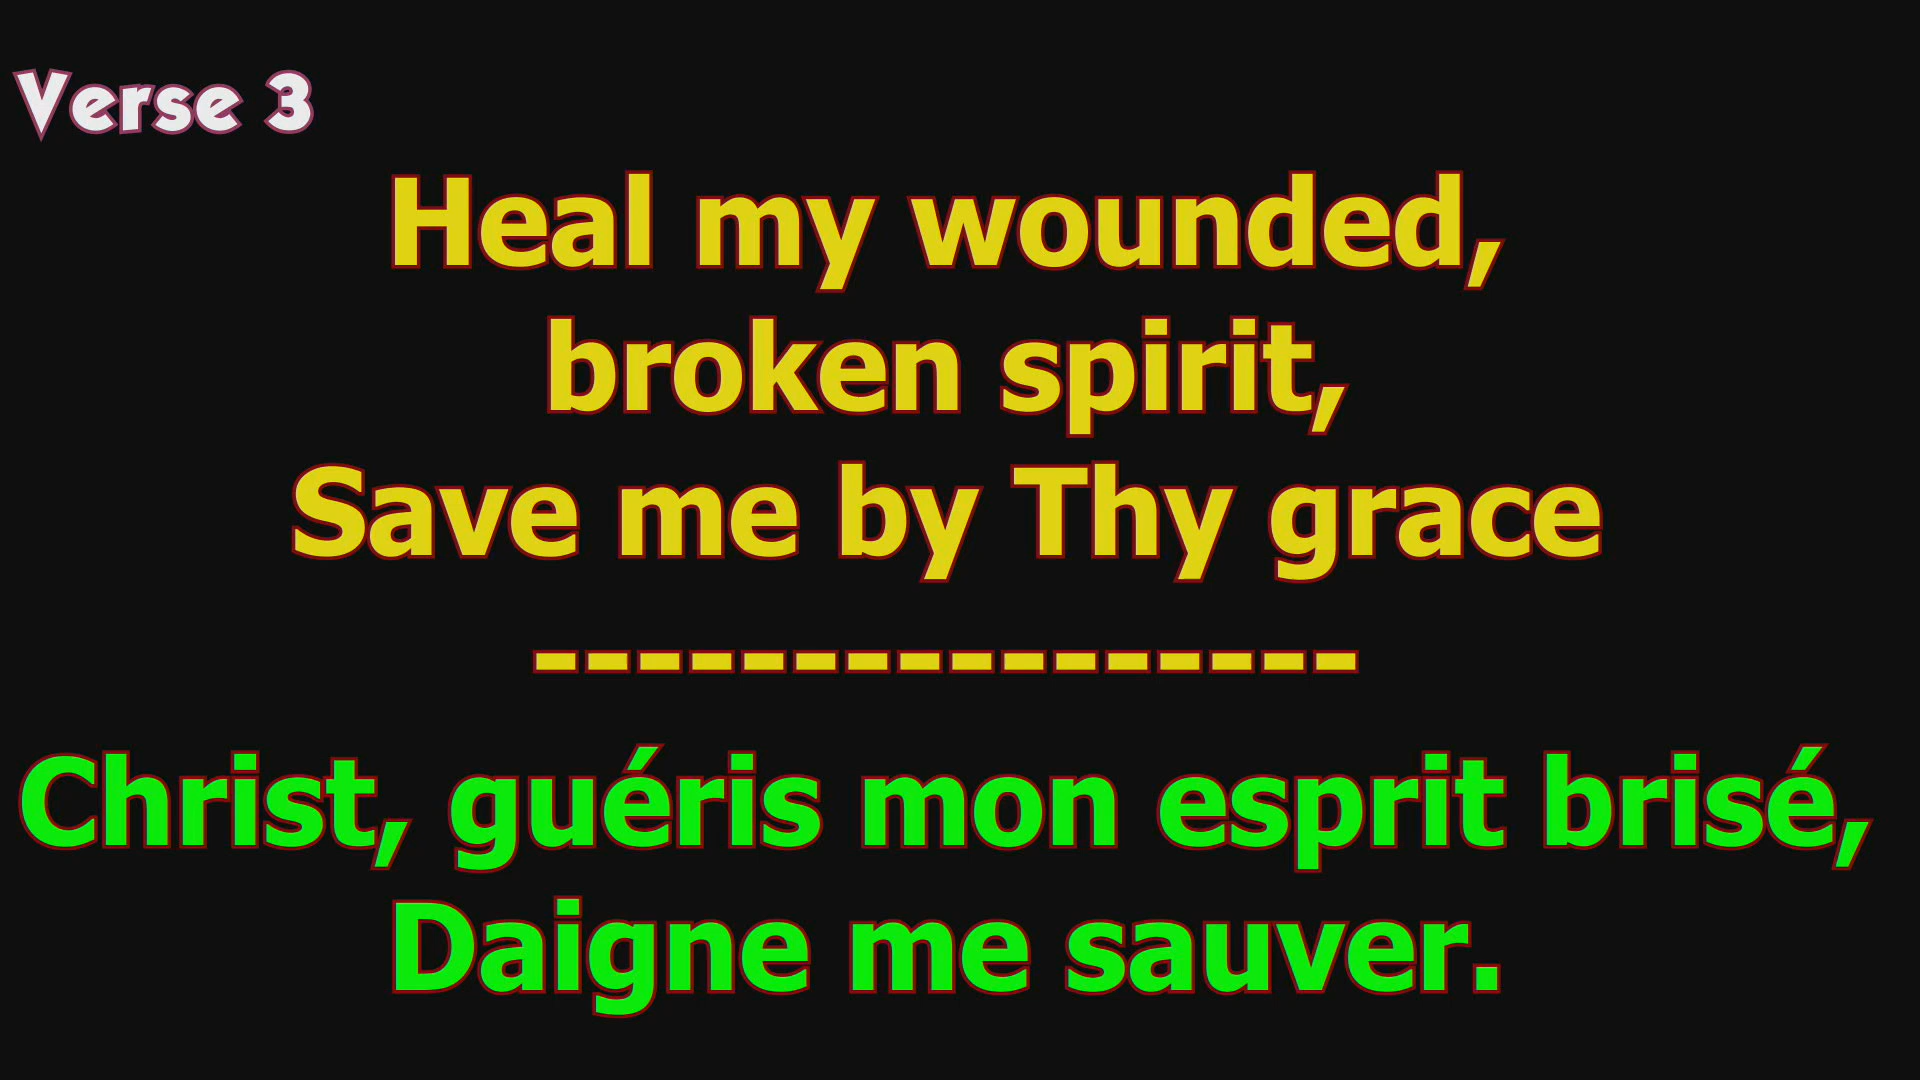 Verse 3
Heal my wounded,
broken spirit,
Save me by Thy grace
----------------
Christ, guéris mon esprit brisé,
Daigne me sauver.